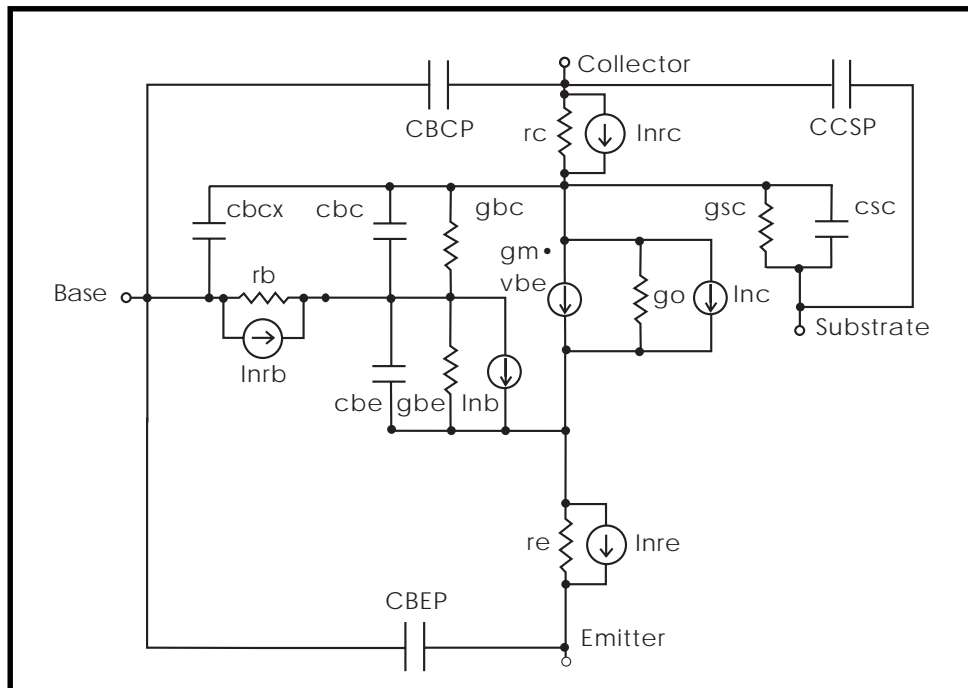 Collector
CBCP
CCSP
rc
Inrc
cbcx
cbc
gbc
gsc
csc
gm •
vbe
rb
Base
go
Inc
Substrate
Inrb
cbe
gbe
Inb
re
Inre
CBEP
Emitter